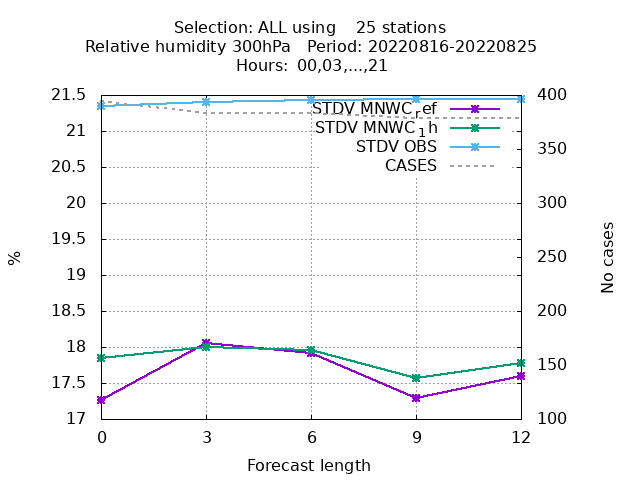 Selection: ALL using    25 stations
Relative humidity 300hPa   Period: 20220816-20220825
Hours: 00,03,...,21
21.5
21
20.5
20
19.5
19
18.5
18
17.5
17
%
STDV MNWC_ref
STDV MNWC_1h
STDV OBS
CASES
400
350
300
250
200
150
100
No cases
0 3 6 9 12
Forecast length